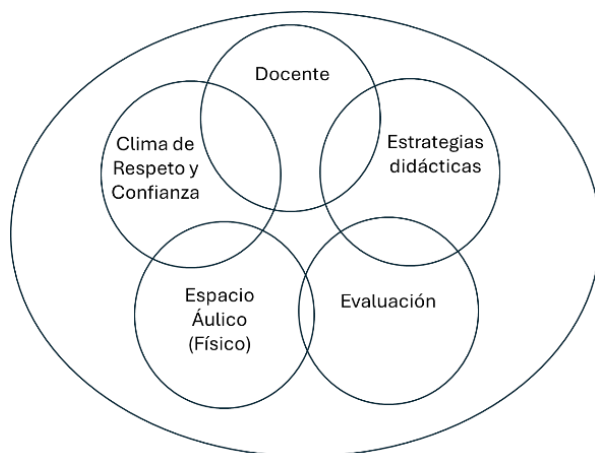 Docente
Clima de
Respeto y
Confianza
Estrategias
didácticas
Espacio
Áulico
(Físico)
Evaluación